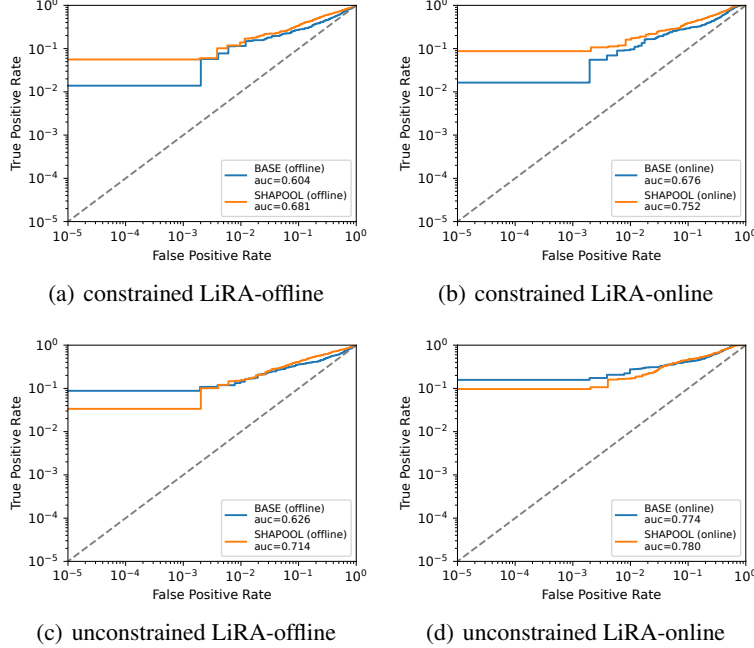 10⁰
10⁻¹
10⁻²
10⁻³
10⁻⁴
10⁻⁵
True Positive Rate
BASE (offline)
auc=0.604
SHAPOOL (offline)
auc=0.681
10⁻⁵ 10⁻⁴ 10⁻³ 10⁻² 10⁻¹ 10⁰
False Positive Rate
(a) constrained LiRA-offline
10⁰
10⁻¹
10⁻²
10⁻³
10⁻⁴
10⁻⁵
True Positive Rate
BASE (online)
auc=0.676
SHAPOOL (online)
auc=0.752
10⁻⁵ 10⁻⁴ 10⁻³ 10⁻² 10⁻¹ 10⁰
False Positive Rate
(b) constrained LiRA-online
10⁰
10⁻¹
10⁻²
10⁻³
10⁻⁴
10⁻⁵
True Positive Rate
BASE (offline)
auc=0.626
SHAPOOL (offline)
auc=0.714
10⁻⁵ 10⁻⁴ 10⁻³ 10⁻² 10⁻¹ 10⁰
False Positive Rate
(c) unconstrained LiRA-offline
10⁰
10⁻¹
10⁻²
10⁻³
10⁻⁴
10⁻⁵
True Positive Rate
BASE (online)
auc=0.774
SHAPOOL (online)
auc=0.780
10⁻⁵ 10⁻⁴ 10⁻³ 10⁻² 10⁻¹ 10⁰
False Positive Rate
(d) unconstrained LiRA-online